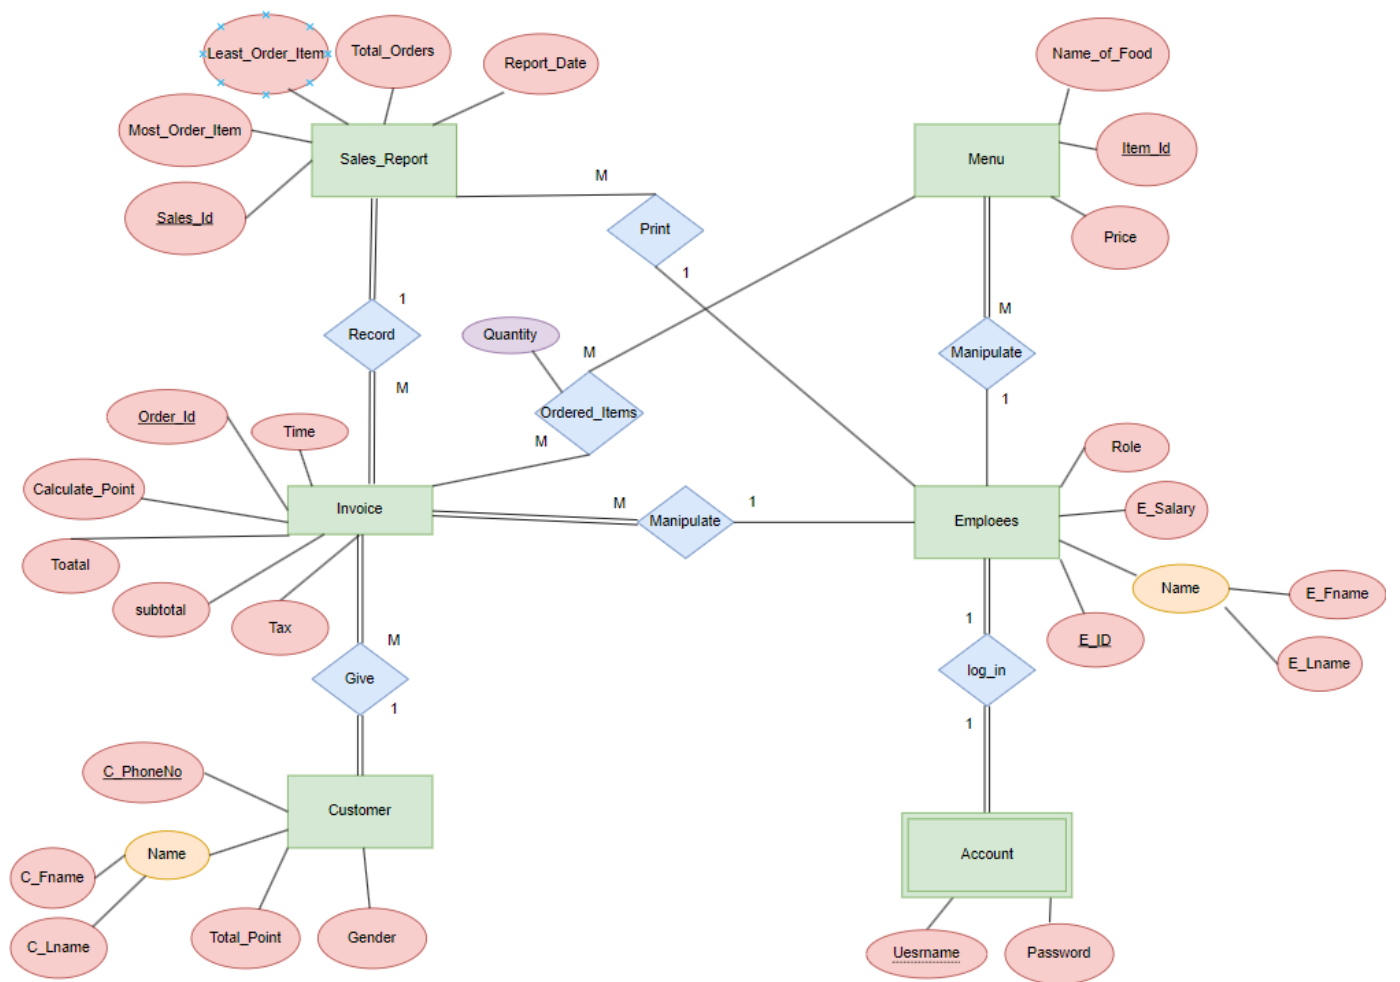 Least_Order_Item
Total_Orders
Report_Date
Name_of_Food
Most_Order_Item
Sales_Report
Menu
Item_Id
M
Sales_Id
Print
Price
1
1
M
Record
Quantity
M
Manipulate
M
1
Order_Id
Time
Ordered_Items
M
Role
Calculate_Point
Invoice
M
Manipulate
1
Emploees
E_Salary
Toatal
subtotal
Tax
Name
E_Fname
1
E_ID
E_Lname
M
Give
log_in
1
1
C_PhoneNo
Customer
Name
Account
C_Fname
C_Lname
Total_Point
Gender
Uesrname
Password